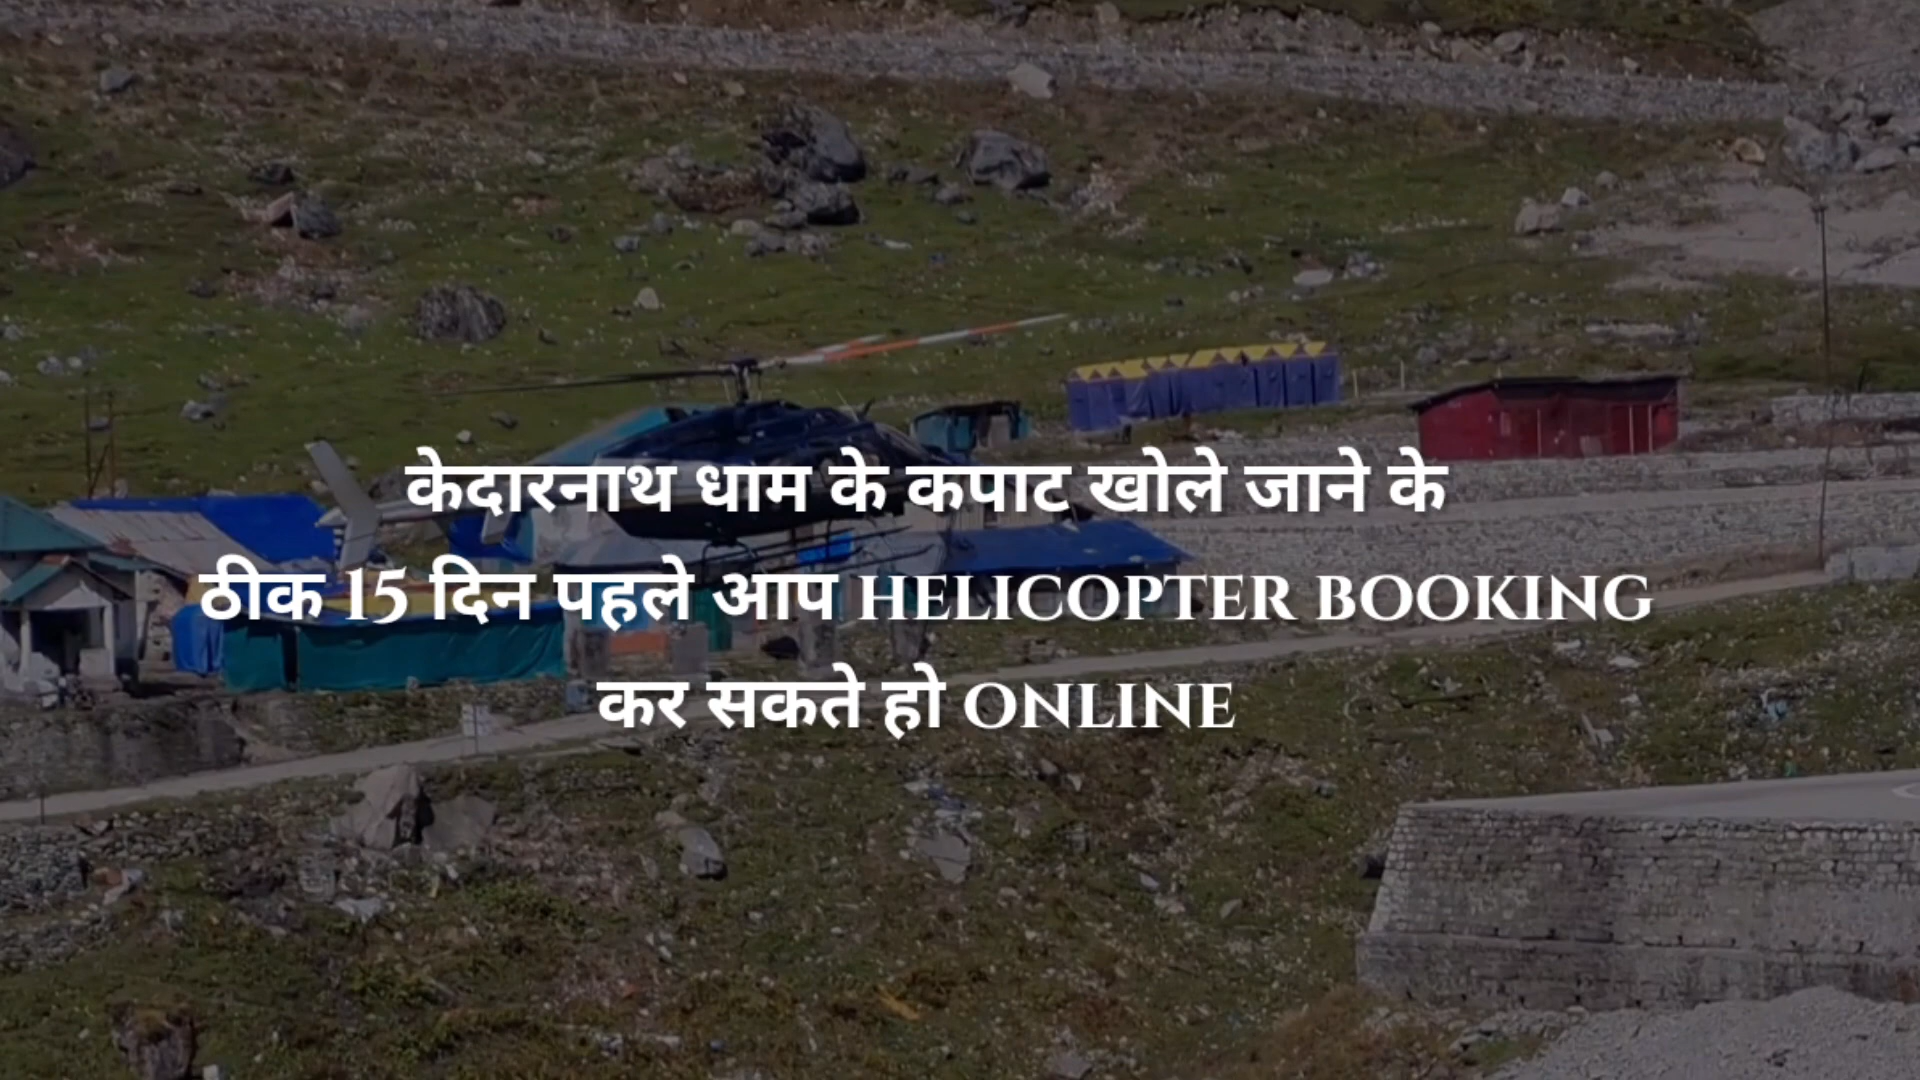 केदारनाथ धाम के कपाट खोले जाने के
ठीक 15 दिन पहले आप HELICOPTER BOOKING
कर सकते हो ONLINE